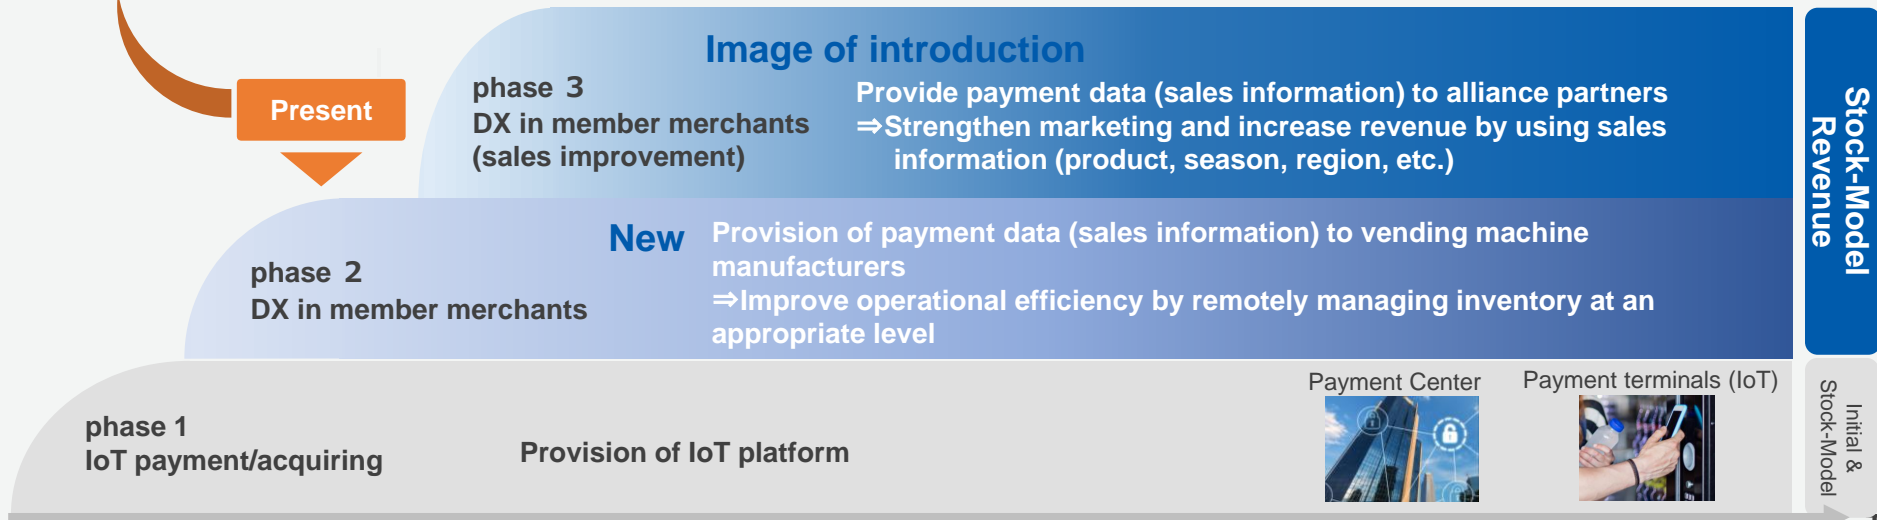 Image of introduction
Present
phase 3
DX in member merchants
(sales improvement)
Provide payment data (sales information) to alliance partners
⇒Strengthen marketing and increase revenue by using sales
information (product, season, region, etc.)
New
phase 2
DX in member merchants
Provision of payment data (sales information) to vending machine
manufacturers
⇒Improve operational efficiency by remotely managing inventory at an
appropriate level
phase 1
IoT payment/acquiring
Provision of IoT platform
Payment Center
Payment terminals (IoT)
Stock-Model
Revenue
Initial &
Stock-Model